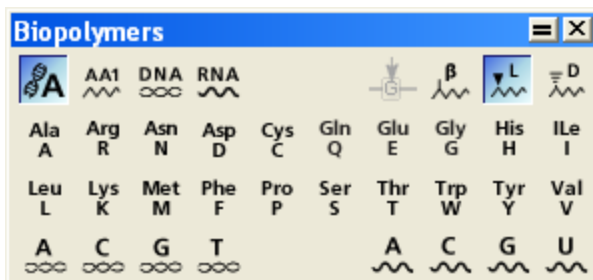 Biopolymers
A AA1 DNA RNA G β L D
Ala Arg Asn Asp Cys Gln Glu Gly His ILe
A R N D C Q E G H I
Leu Lys Met Phe Pro Ser Thr Trp Tyr Val
L K M F P S T W Y V
A C G T A C G U